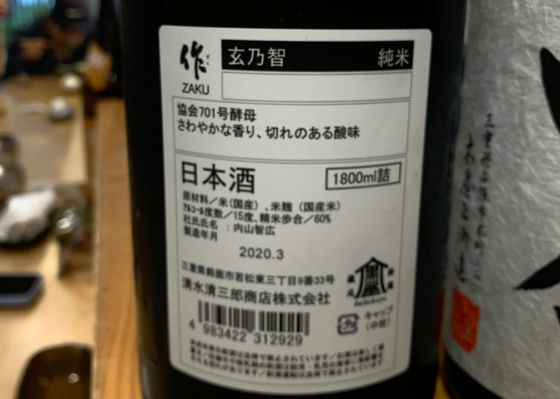 作 玄乃智 純米
ZAKU
協会701号酵母
さわやかな香り、切れのある酸味
日本酒 1800ml詰
原材料/米(国産)、米麹(国産米)
アルコール度数/15度、精米歩合/60%
杜氏氏名:内山智広
製造年月
2020.3
三重県鈴鹿市若松東三丁目9番33号
清水清三郎商店株式会社
キャップ
(中栓)
4 983422 312929